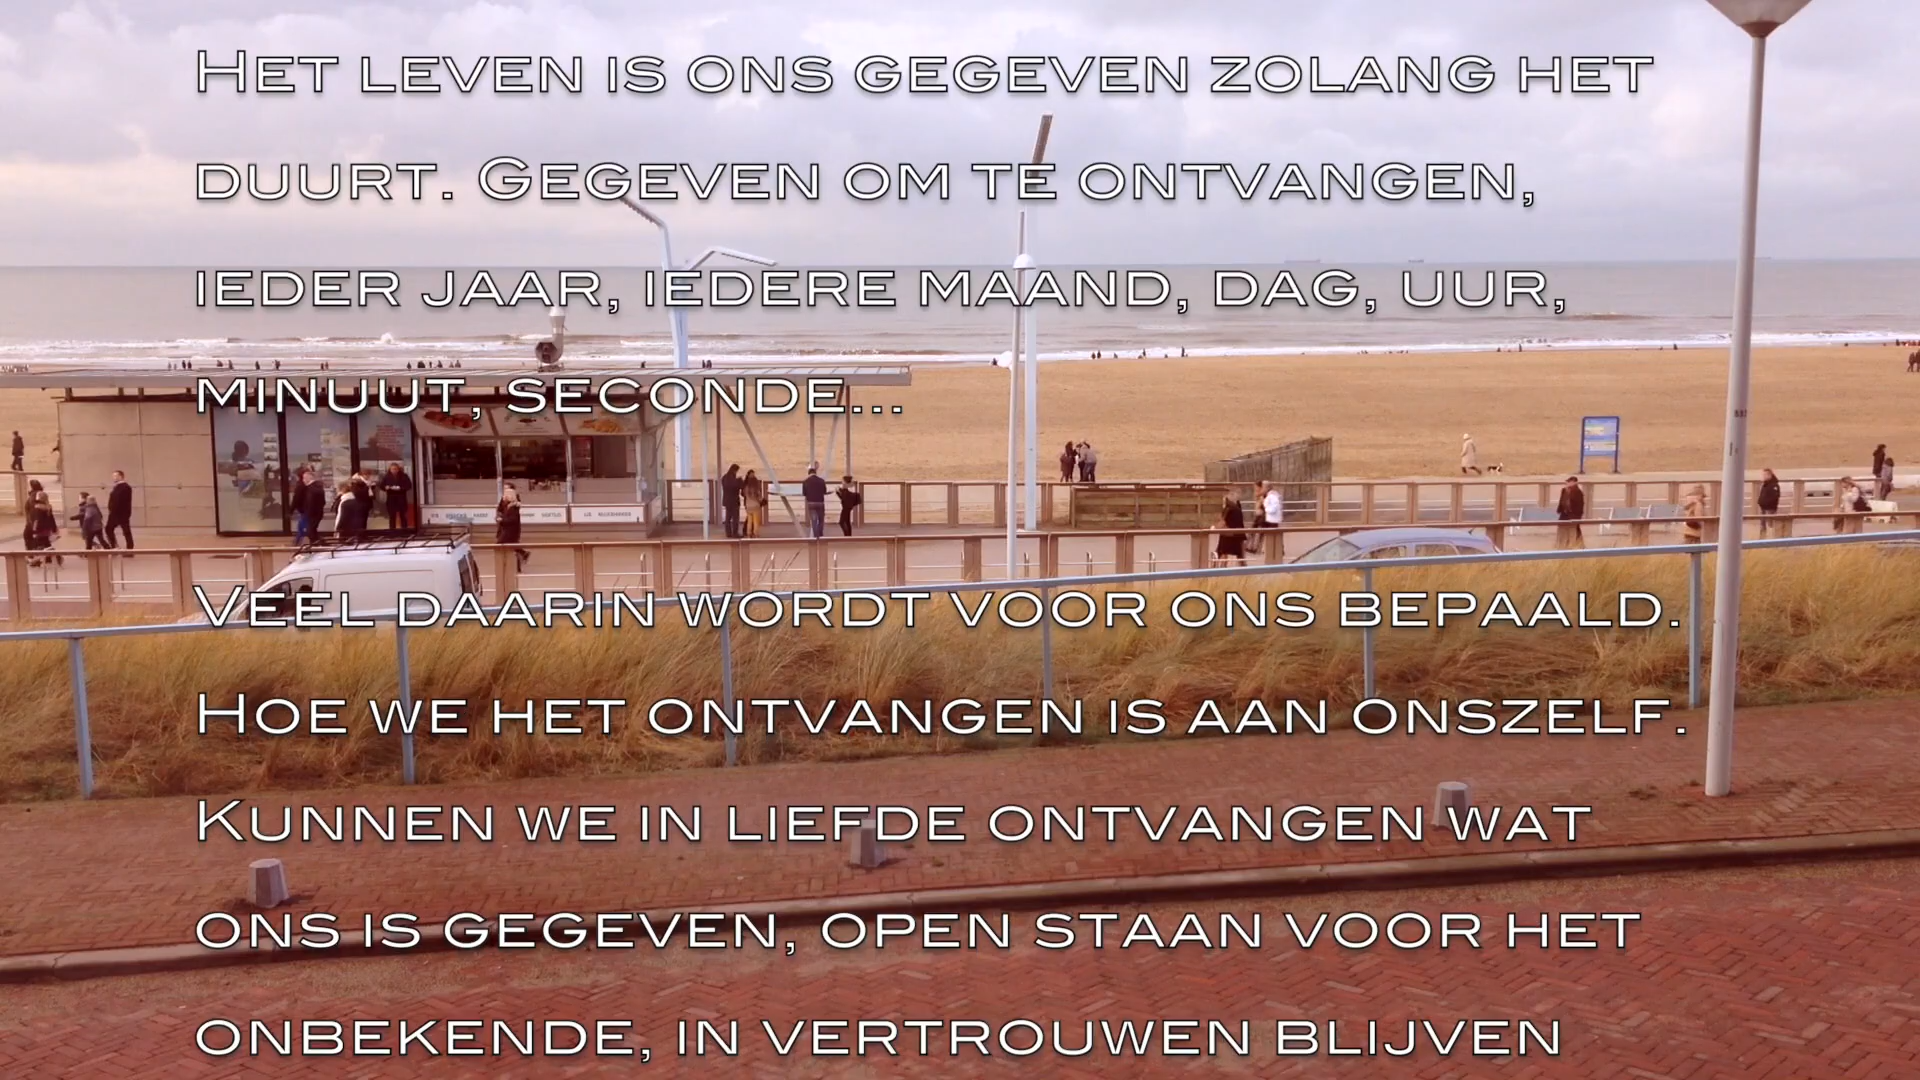 Het leven is ons gegeven zolang het
duurt. Gegeven om te ontvangen,
ieder jaar, iedere maand, dag, uur,
minuut, seconde...
Veel daarin wordt voor ons bepaald.
Hoe we het ontvangen is aan onszelf.
Kunnen we in liefde ontvangen wat
ons is gegeven, open staan voor het
onbekende, in vertrouwen blijven